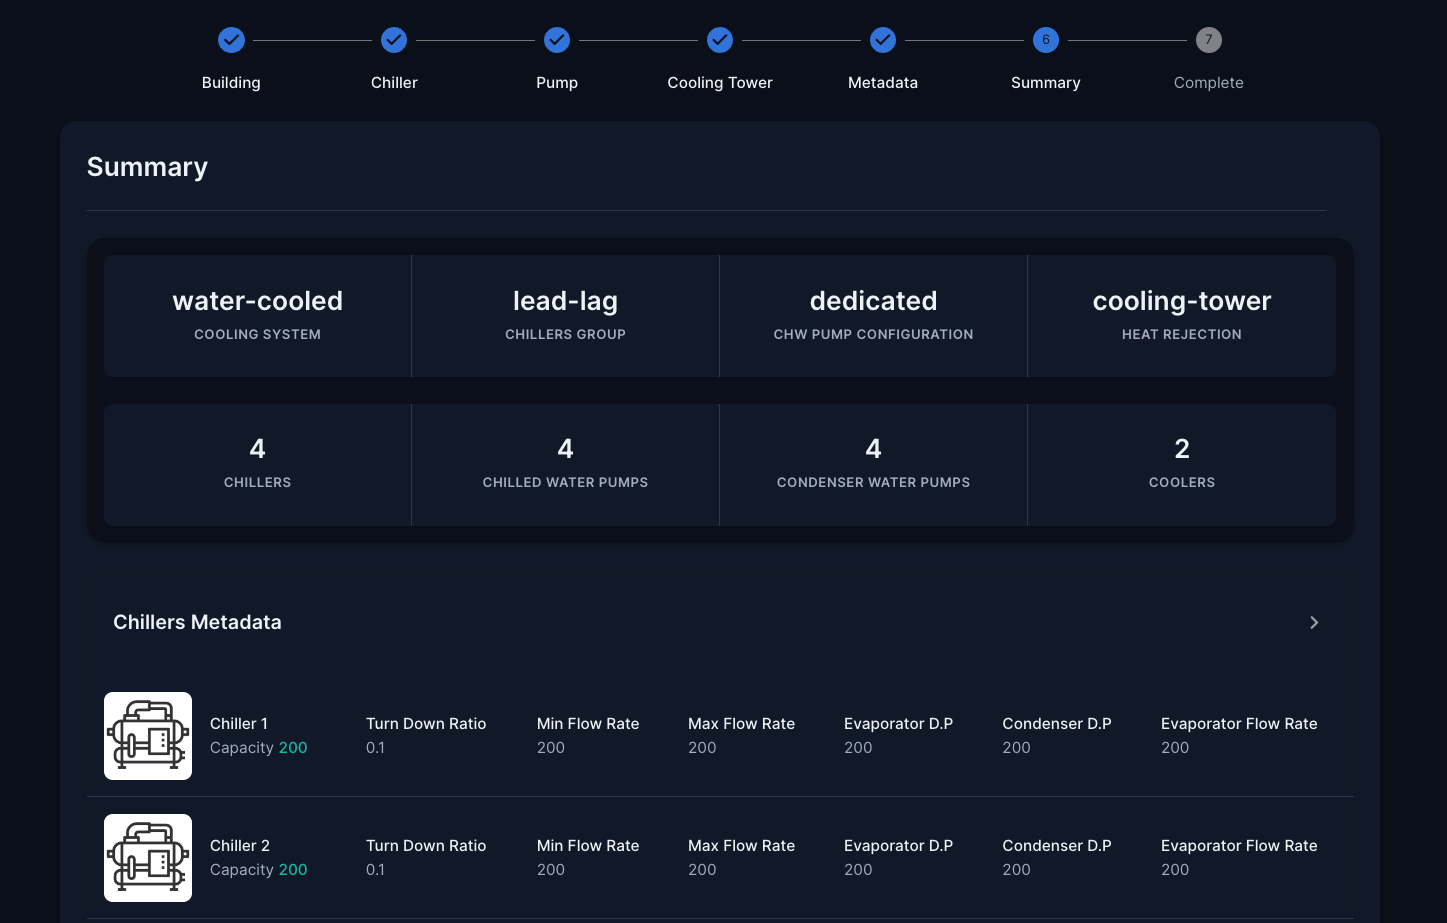 6
7
Building
Chiller
Pump
Cooling Tower
Metadata
Summary
Complete
Summary
water-cooled
COOLING SYSTEM
lead-lag
CHILLERS GROUP
dedicated
CHW PUMP CONFIGURATION
cooling-tower
HEAT REJECTION
4
CHILLERS
4
CHILLED WATER PUMPS
4
CONDENSER WATER PUMPS
2
COOLERS
Chillers Metadata
Chiller 1
Capacity 200
Turn Down Ratio
0.1
Min Flow Rate
200
Max Flow Rate
200
Evaporator D.P
200
Condenser D.P
200
Evaporator Flow Rate
200
Chiller 2
Capacity 200
Turn Down Ratio
0.1
Min Flow Rate
200
Max Flow Rate
200
Evaporator D.P
200
Condenser D.P
200
Evaporator Flow Rate
200